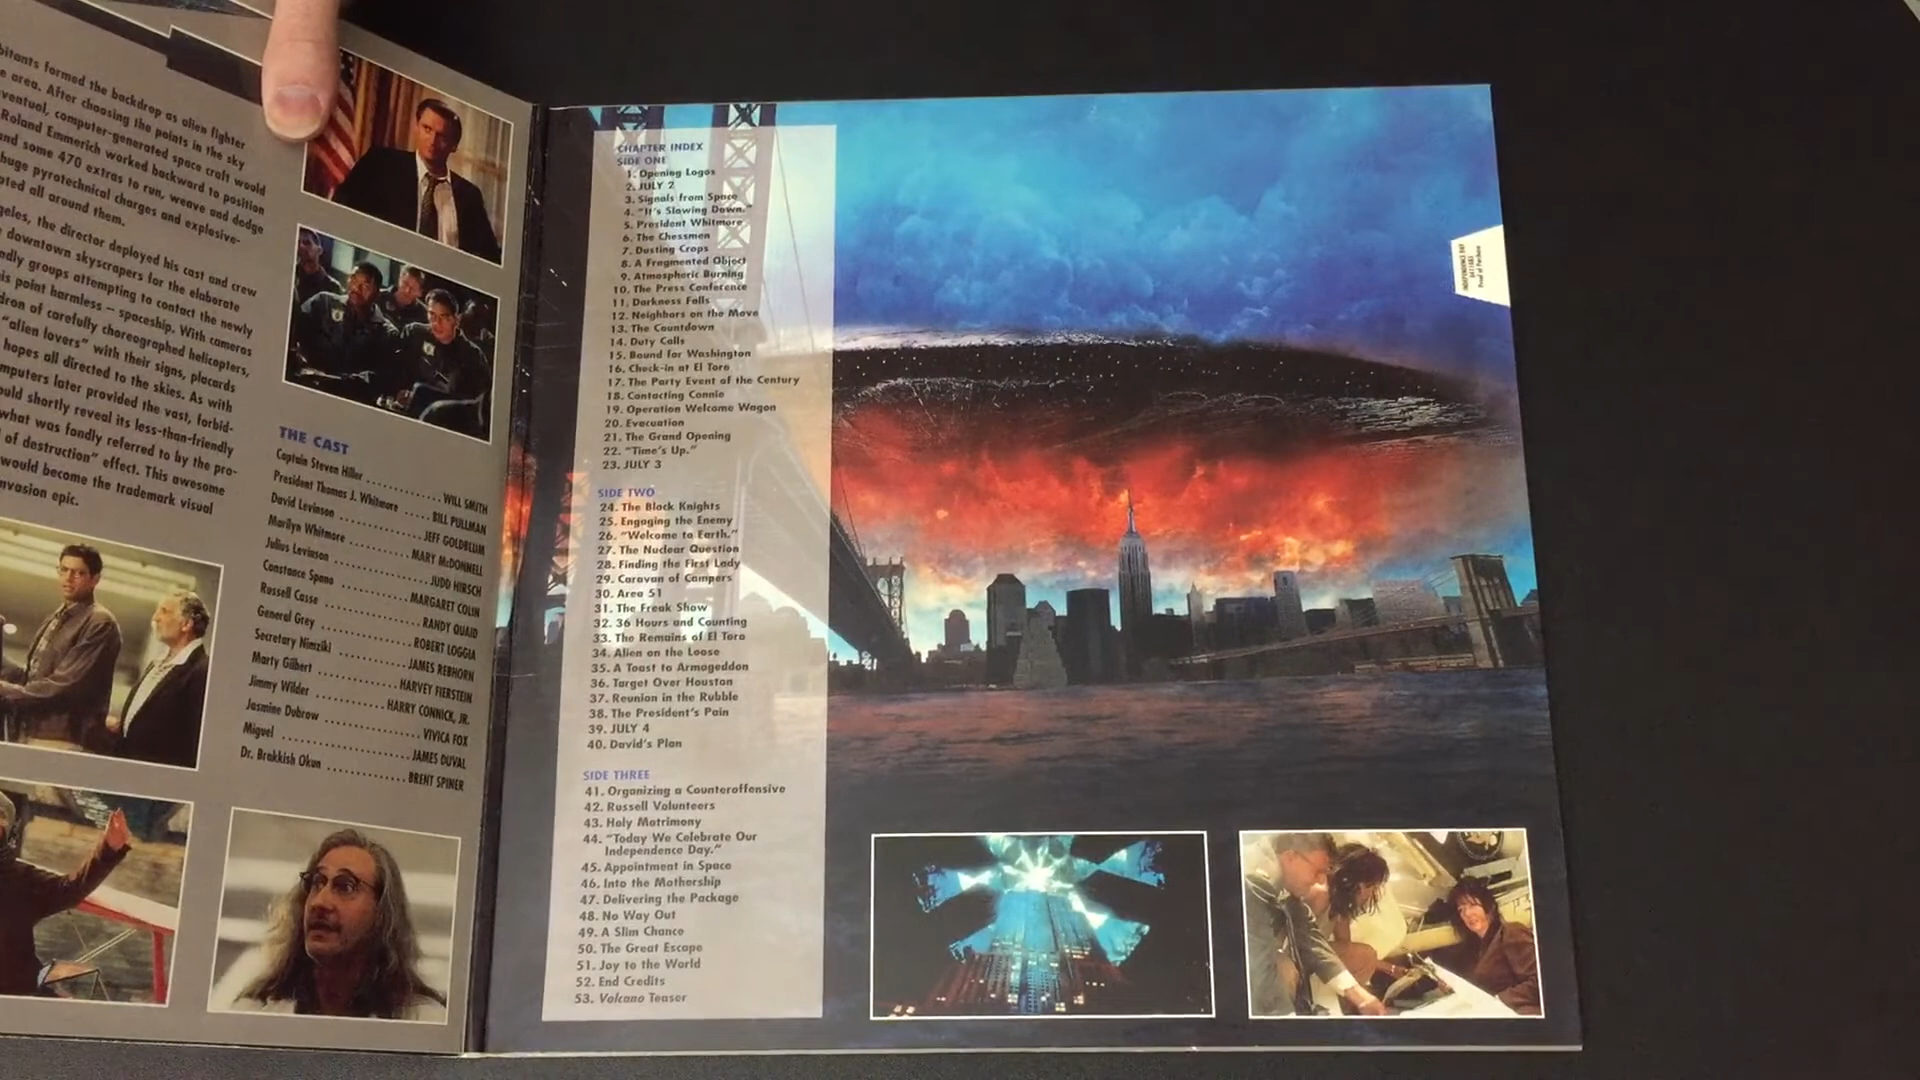 bitants formed the backdrop as alien fighter
e area. After choosing the points in the sky
ventual, computer-generated space craft would
Roland Emmerich worked backward to position
and some 470 extras to run, weave and dodge
huge pyrotechnical charges and explosive-
pted all around them.
geles, the director deployed his cast and crew
e downtown skyscrapers for the elaborate
ndly groups attempting to contact the newly
is point harmless – spaceship. With cameras
dron of carefully choreographed helicopters,
"alien lovers" with their signs, placards
hopes all directed to the skies. As with
mputers later provided the vast, forbid-
ould shortly reveal its less-than-friendly
what was fondly referred to by the pro-
l of destruction" effect. This awesome
would become the trademark visual
nvasion epic.
THE CAST
Captain Steven Hiller .......... WILL SMITH
President Thomas J. Whitmore ..... BILL PULLMAN
David Levinson .............. JEFF GOLDBLUM
Marilyn Whitmore .......... MARY McDONNELL
Julius Levinson ............... JUDD HIRSCH
Constance Spano .......... MARGARET COLIN
Russell Casse ............... RANDY QUAID
General Grey ............... ROBERT LOGGIA
Secretary Nimziki ............ JAMES REBHORN
Marty Gilbert ............ HARVEY FIERSTEIN
Jimmy Wilder .......... HARRY CONNICK, JR.
Jasmine Dubrow ............... VIVICA FOX
Miguel .................... JAMES DUVAL
Dr. Brakkish Okun ............ BRENT SPINER
CHAPTER INDEX
SIDE ONE
1. Opening Logos
2. JULY 2
3. Signals from Space
4. "It's Slowing Down."
5. President Whitmore
6. The Chessmen
7. Dusting Crops
8. A Fragmented Object
9. Atmospheric Burning
10. The Press Conference
11. Darkness Falls
12. Neighbors on the Move
13. The Countdown
14. Duty Calls
15. Bound for Washington
16. Check-in at El Toro
17. The Party Event of the Century
18. Contacting Connie
19. Operation Welcome Wagon
20. Evacuation
21. The Grand Opening
22. "Time's Up."
23. JULY 3
SIDE TWO
24. The Black Knights
25. Engaging the Enemy
26. "Welcome to Earth."
27. The Nuclear Question
28. Finding the First Lady
29. Caravan of Campers
30. Area 51
31. The Freak Show
32. 36 Hours and Counting
33. The Remains of El Toro
34. Alien on the Loose
35. A Toast to Armageddon
36. Target Over Houston
37. Reunion in the Rubble
38. The President's Pain
39. JULY 4
40. David's Plan
SIDE THREE
41. Organizing a Counteroffensive
42. Russell Volunteers
43. Holy Matrimony
44. "Today We Celebrate Our
Independence Day."
45. Appointment in Space
46. Into the Mothership
47. Delivering the Package
48. No Way Out
49. A Slim Chance
50. The Great Escape
51. Joy to the World
52. End Credits
53. Volcano Teaser
INDEPENDENCE DAY
Proof of Purchase